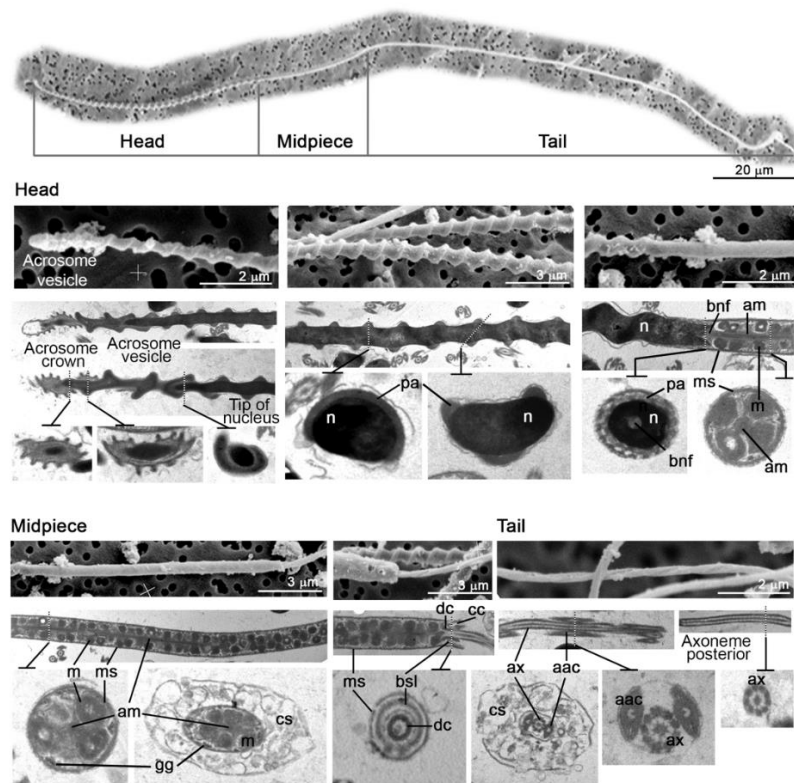 Head
Midpiece
Tail
20 µm
Head
Acrosome
vesicle
2 µm
3 µm
2 µm
Acrosome
crown
Acrosome
vesicle
Tip of
nucleus
n
pa
n
n
n
bnf
am
ms
pa
m
n
bnf
am
Midpiece
Tail
3 µm
3 µm
2 µm
m
ms
am
gg
m
cs
dc
cc
ms
bsl
dc
ax
aac
cs
aac
ax
Axoneme
posterior
ax